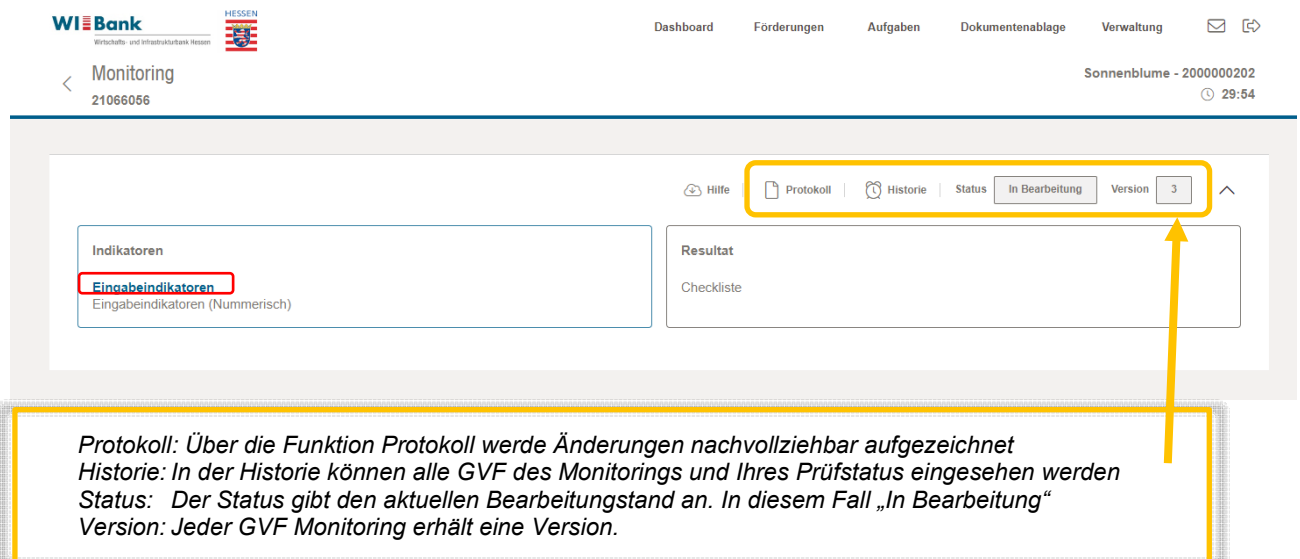 WIBank
Wirtschafts- und Infrastrukturbank Hessen
HESSEN
Dashboard Förderungen Aufgaben Dokumentenablage Verwaltung
Monitoring
Sonnenblume - 2000000202
21066056
29:54
Hilfe Protokoll Historie Status In Bearbeitung Version 3
Indikatoren
Eingabeindikatoren
Eingabeindikatoren (Nummerisch)
Resultat
Checkliste
Protokoll: Über die Funktion Protokoll werde Änderungen nachvollziehbar aufgezeichnet
Historie: In der Historie können alle GVF des Monitorings und Ihres Prüfstatus eingesehen werden
Status: Der Status gibt den aktuellen Bearbeitungstand an. In diesem Fall „In Bearbeitung“
Version: Jeder GVF Monitoring erhält eine Version.